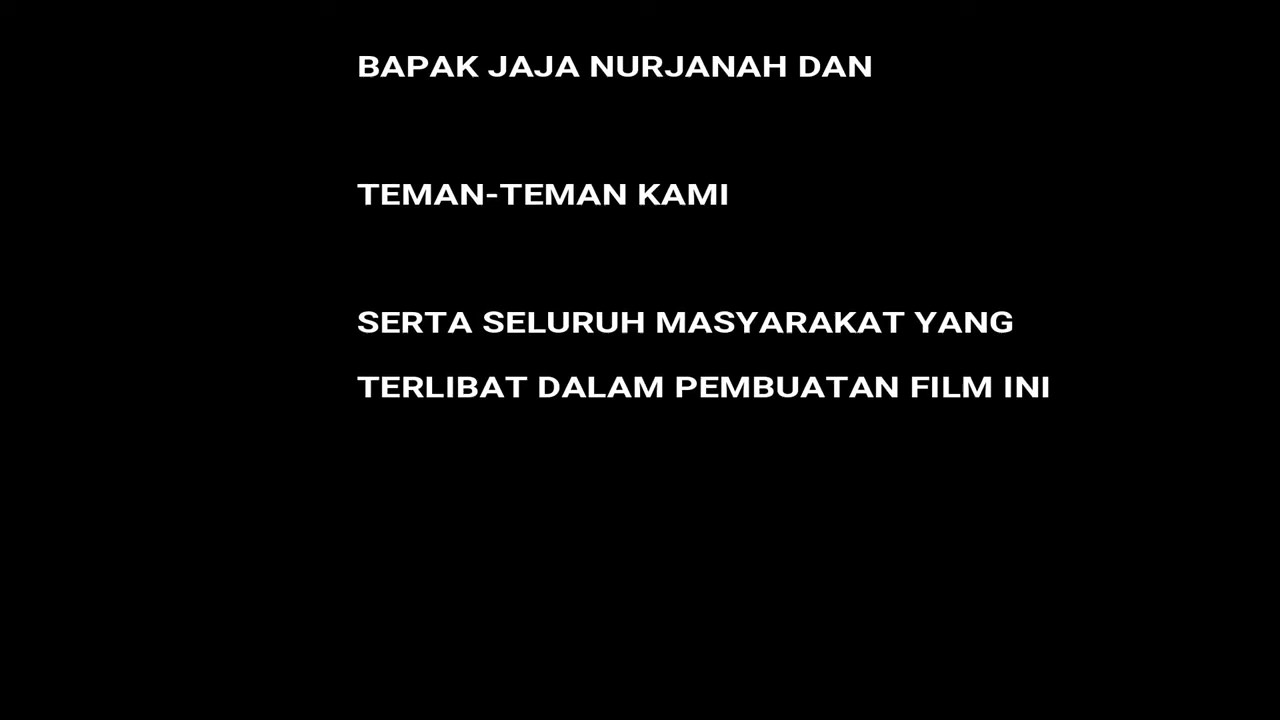 BAPAK JAJA NURJANAH DAN
TEMAN-TEMAN KAMI
SERTA SELURUH MASYARAKAT YANG
TERLIBAT DALAM PEMBUATAN FILM INI